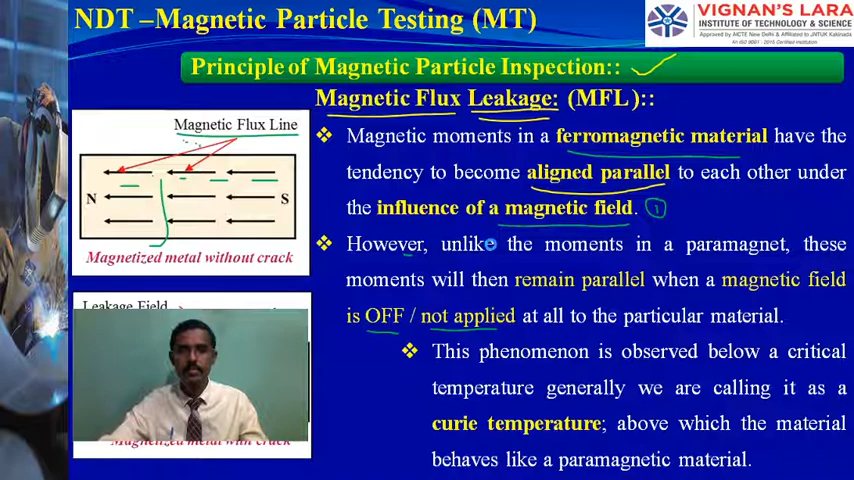 NDT –Magnetic Particle Testing (MT)
VIGNAN'S LARA
INSTITUTE OF TECHNOLOGY & SCIENCE
Approved by AICTE New Delhi & Affiliated to JNTUK Kakinada
An ISO 9001 : 2015 Certified Institution
Principle of Magnetic Particle Inspection::
Magnetic Flux Leakage: (MFL)::
Magnetic Flux Line
N
S
Magnetized metal without crack
❖ Magnetic moments in a ferromagnetic material have the
tendency to become aligned parallel to each other under
the influence of a magnetic field. 1
❖ However, unlike the moments in a paramagnet, these
moments will then remain parallel when a magnetic field
is OFF / not applied at all to the particular material.
❖ This phenomenon is observed below a critical
temperature generally we are calling it as a
curie temperature; above which the material
behaves like a paramagnetic material.
Leakage Field
Magnetized metal with crack